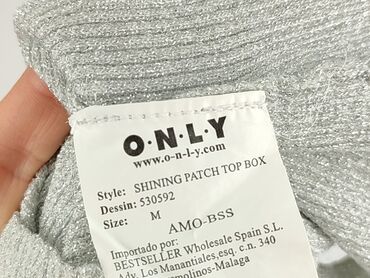 O·N·L·Y
www.o-n-l-y.com
Style: SHINING PATCH TOP BOX
Dessin: 530592
Size: M
AMO-BSS
Importado por:
BESTSELLER Wholesale Spain S.L.
Adv. Los Manantiales,esq. c.n. 340
molinos-Malaga